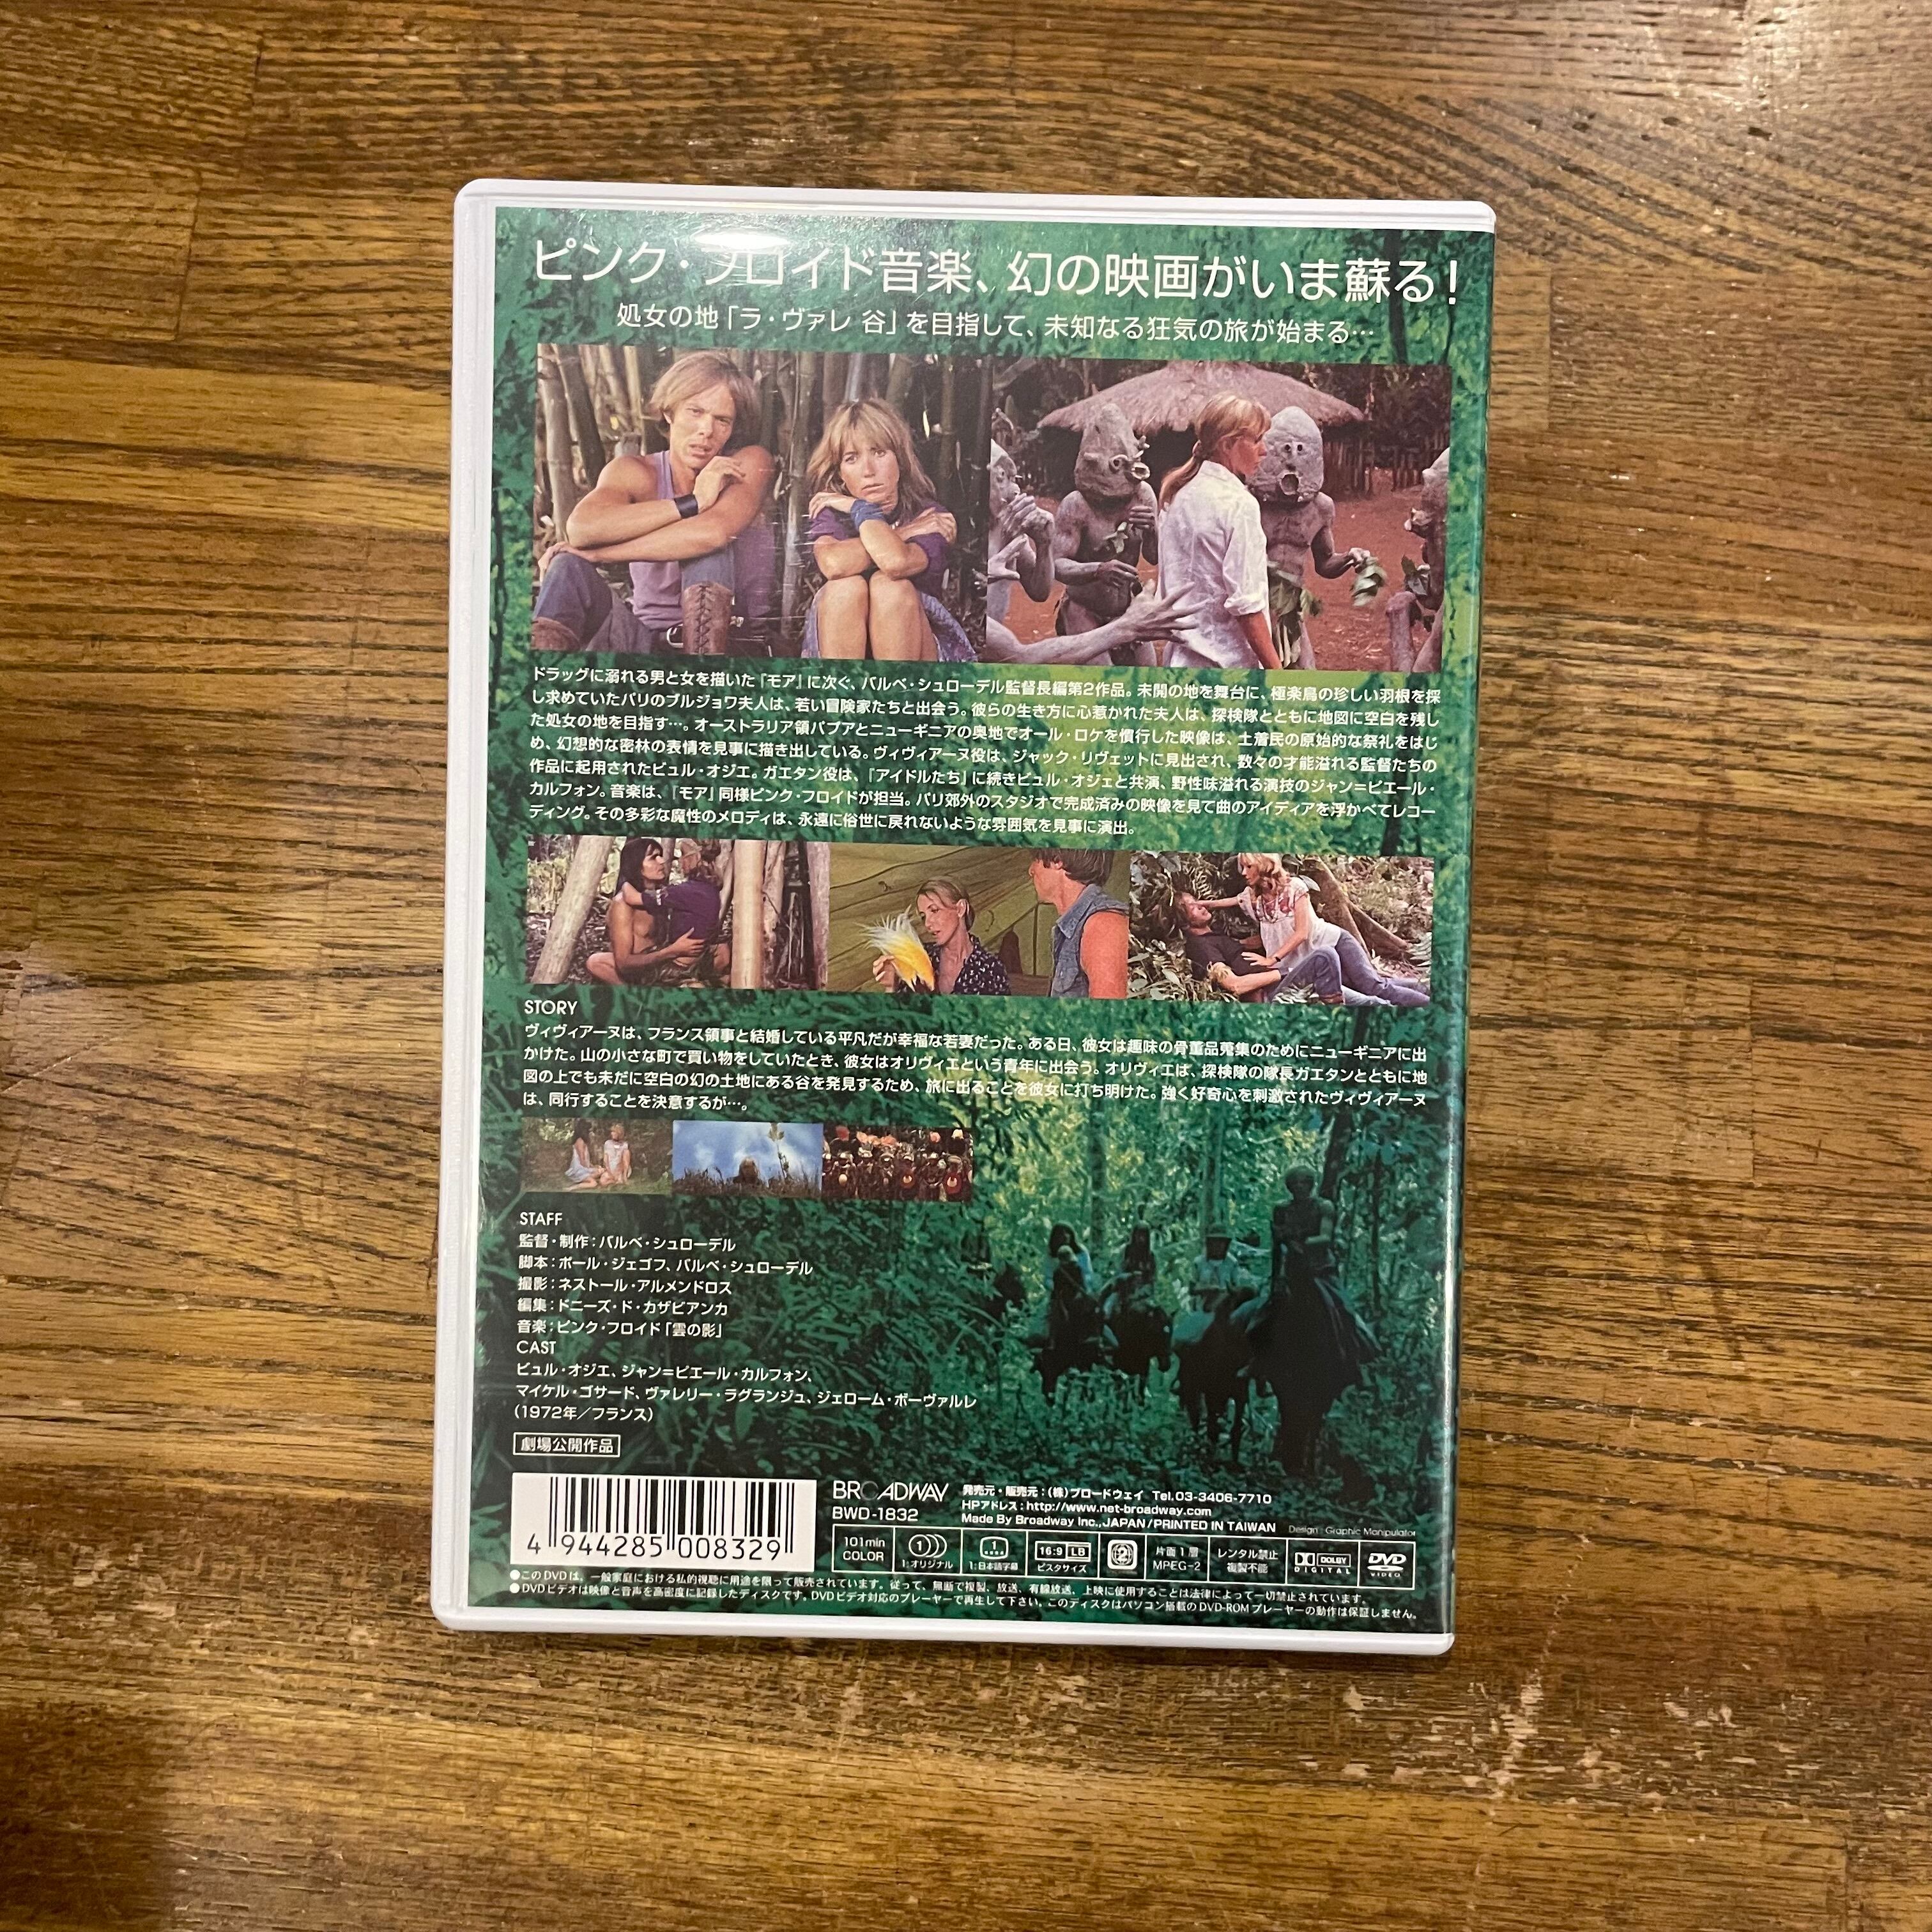 ピンク・フロイド音楽、幻の映画がいま蘇る!
処女の地「ラ・ヴァレ 谷」を目指して、未知なる狂気の旅が始まる…
ドラッグに溺れる男と女を描いた『モア』に次ぐ、バルベ・シュローデル監督長編第2作品。未開の地を舞台に、極楽鳥の珍しい羽根を探
し求めていたパリのブルジョワ夫人は、若い冒険家たちと出会う。彼らの生き方に心惹かれた夫人は、探検隊とともに地図に空白を残し
た処女の地を目指す…。オーストラリア領パプアとニューギニアの奥地でオール・ロケを慣行した映像は、土着民の原始的な祭礼をはじ
め、幻想的な密林の表情を見事に描き出している。ヴィヴィアーヌ役は、ジャック・リヴェットに見出され、数々の才能溢れる監督たちの
作品に起用されたビュル・オジエ。ガエタン役は、『アイドルたち』に続きビュル・オジェと共演、野性味溢れる演技のジャン=ピエール・
カルフォン。音楽は、『モア』同様ピンク・フロイドが担当。パリ郊外のスタジオで完成済みの映像を見て曲のアイディアを浮かべてレコー
ディング。その多彩な魔性のメロディは、永遠に俗世に戻れないような雰囲気を見事に演出。
STORY
ヴィヴィアーヌは、フランス領事と結婚している平凡だが幸福な若妻だった。ある日、彼女は趣味の骨董品蒐集のためにニューギニアに出
かけた。山の小さな町で買い物をしていたとき、彼女はオリヴィエという青年に出会う。オリヴィエは、探検隊の隊長ガエタンとともに地
図の上でも未だに空白の幻の土地にある谷を発見するため、旅に出ることを彼女に打ち明けた。強く好奇心を刺激されたヴィヴィアーヌ
は、同行することを決意するが…。
STAFF
監督・制作:バルベ・シュローデル
脚本:ポール・ジェゴフ、バルベ・シュローデル
撮影:ネストール・アルメンドロス
編集:ドニーズ・ド・カザビアンカ
音楽:ピンク・フロイド「雲の影」
CAST
ビュル・オジエ、ジャン=ピエール・カルフォン、
マイケル・ゴサード、ヴァレリー・ラグランジュ、ジェローム・ボーヴァルレ
(1972年/フランス)
劇場公開作品
4 944285 008329
BROADWAY
BWD-1832
発売元・販売元:(株)ブロードウェイ Tel.03-3406-7710
HPアドレス:http://www.net-broadway.com
Made By Broadway Inc.,JAPAN/PRINTED IN TAIWAN Design : Graphic Manipulator
101min COLOR
1 1:オリジナル
1 1:日本語字幕
16:9 LB ビスタサイズ
2
片面1層 MPEG-2
レンタル禁止 複製不能
DOLBY DIGITAL
DVD VIDEO
●このDVDは、一般家庭における私的視聴に用途を限って販売されています。従って、無断で複製、放送、有線放送、上映に使用することは法律によって一切禁止されています。
●DVDビデオは映像と音声を高密度に記録したディスクです。DVDビデオ対応のプレーヤーで再生して下さい。このディスクはパソコン搭載のDVD-ROMプレーヤーの動作は保証しません。